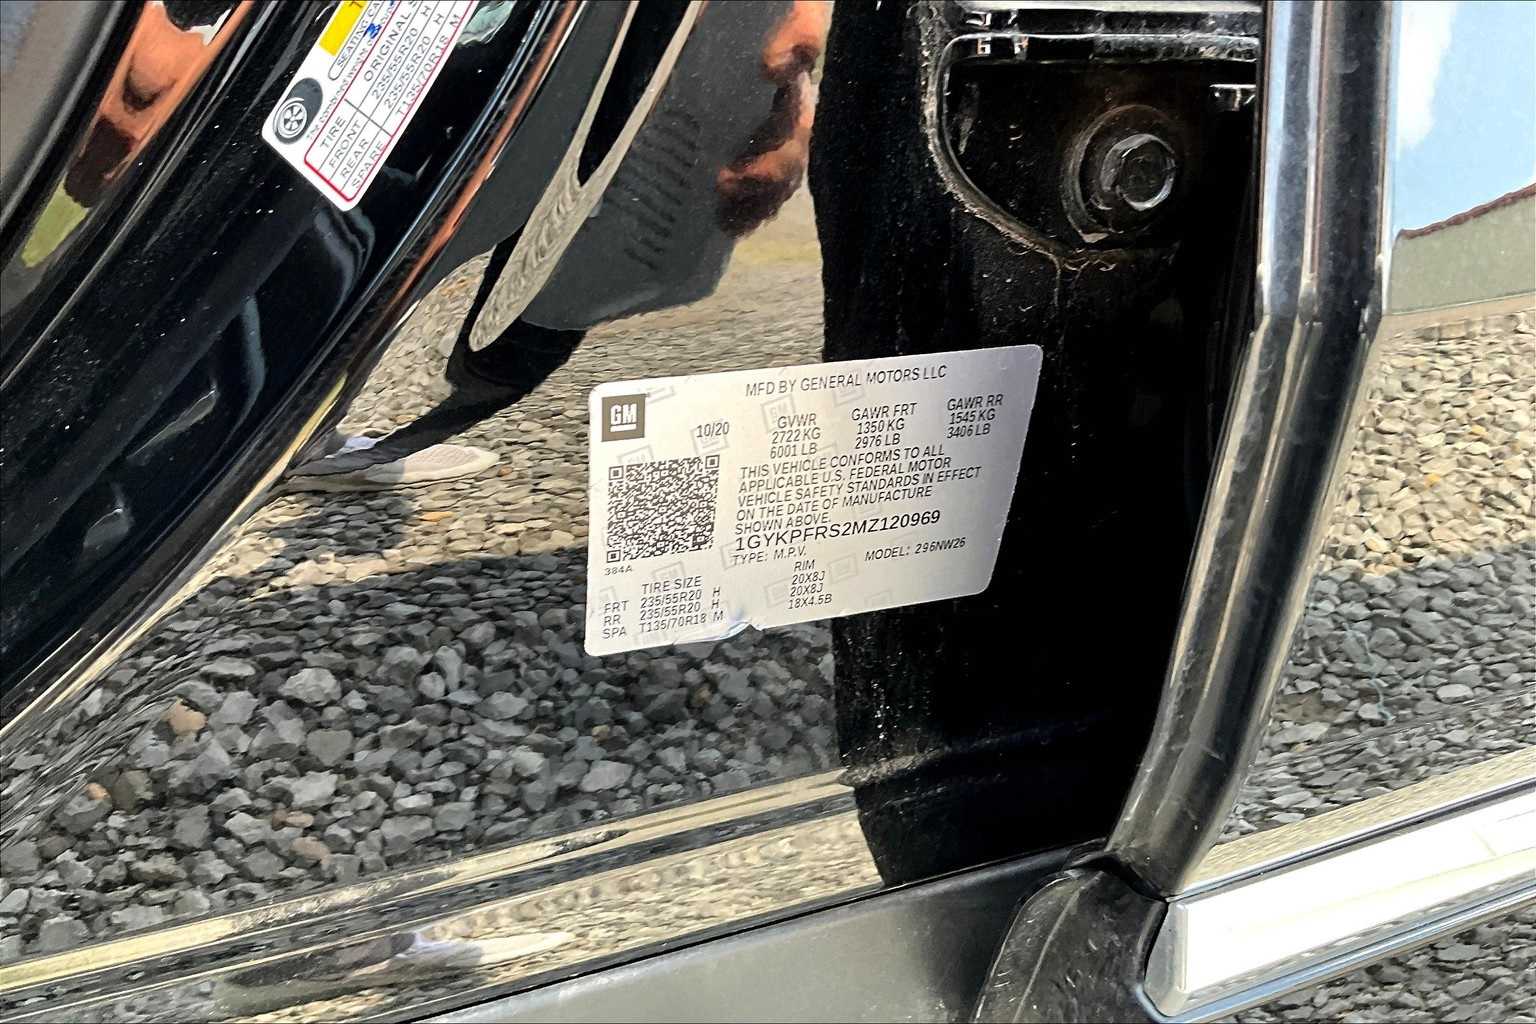 SEATING CA
TIRE ORIGINAL S
FRONT 235/55R20 H
REAR 235/55R20 H
SPARE T135/70R18 M
MFD BY GENERAL MOTORS LLC
GM
10/20
GVWR GAWR FRT GAWR RR
2722 KG 1350 KG 1545 KG
6001 LB 2976 LB 3406 LB
THIS VEHICLE CONFORMS TO ALL
APPLICABLE U.S. FEDERAL MOTOR
VEHICLE SAFETY STANDARDS IN EFFECT
ON THE DATE OF MANUFACTURE
SHOWN ABOVE
1GYKPFRS2MZ120969
TYPE: M.P.V. MODEL: 296NW26
384A
TIRE SIZE RIM
FRT 235/55R20 H 20X8J
RR 235/55R20 H 20X8J
SPA T135/70R18 M 18X4.5B